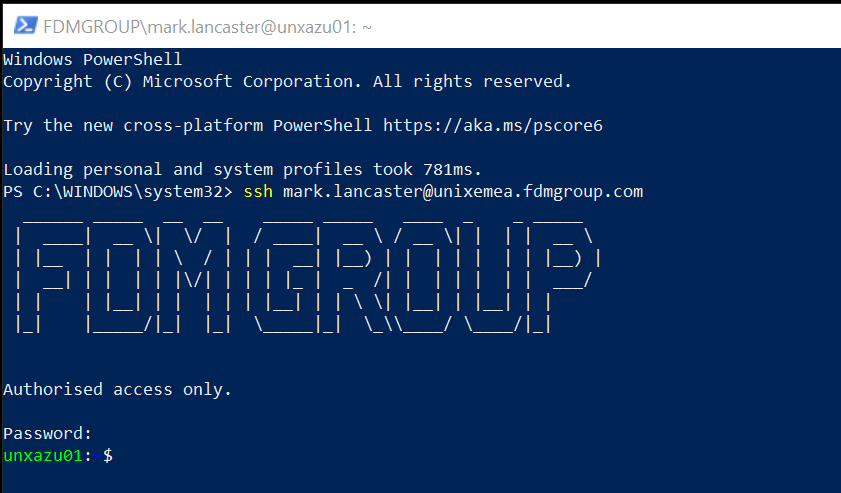 FDMGROUP\mark.lancaster@unxazu01: ~
Windows PowerShell
Copyright (C) Microsoft Corporation. All rights reserved.
Try the new cross-platform PowerShell https://aka.ms/pscore6
Loading personal and system profiles took 781ms.
PS C:\WINDOWS\system32> ssh mark.lancaster@unixemea.fdmgroup.com
FDMGROUP
Authorised access only.
Password:
unxazu01:~$